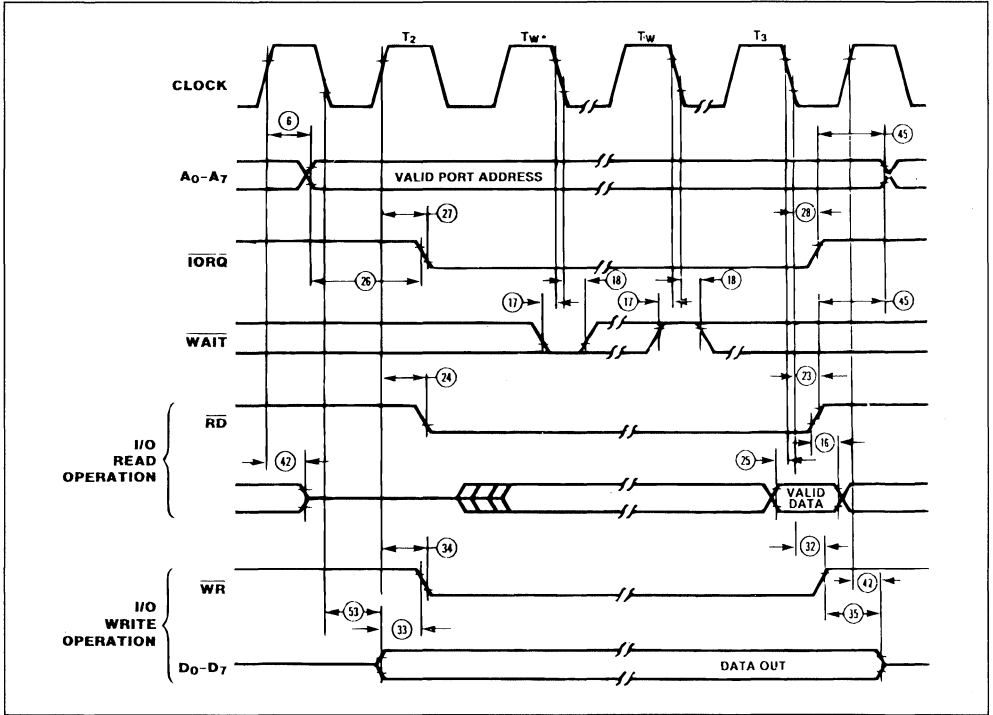 T2 TW* TW T3
CLOCK
6 45
A0-A7 VALID PORT ADDRESS
27 28
IORQ
26 18 18
17 17 45
WAIT
24 23
RD
16
I/O
READ
OPERATION
42 25
VALID
DATA
34 32
WR
42
I/O
WRITE
OPERATION
53 33 35
D0-D7 DATA OUT